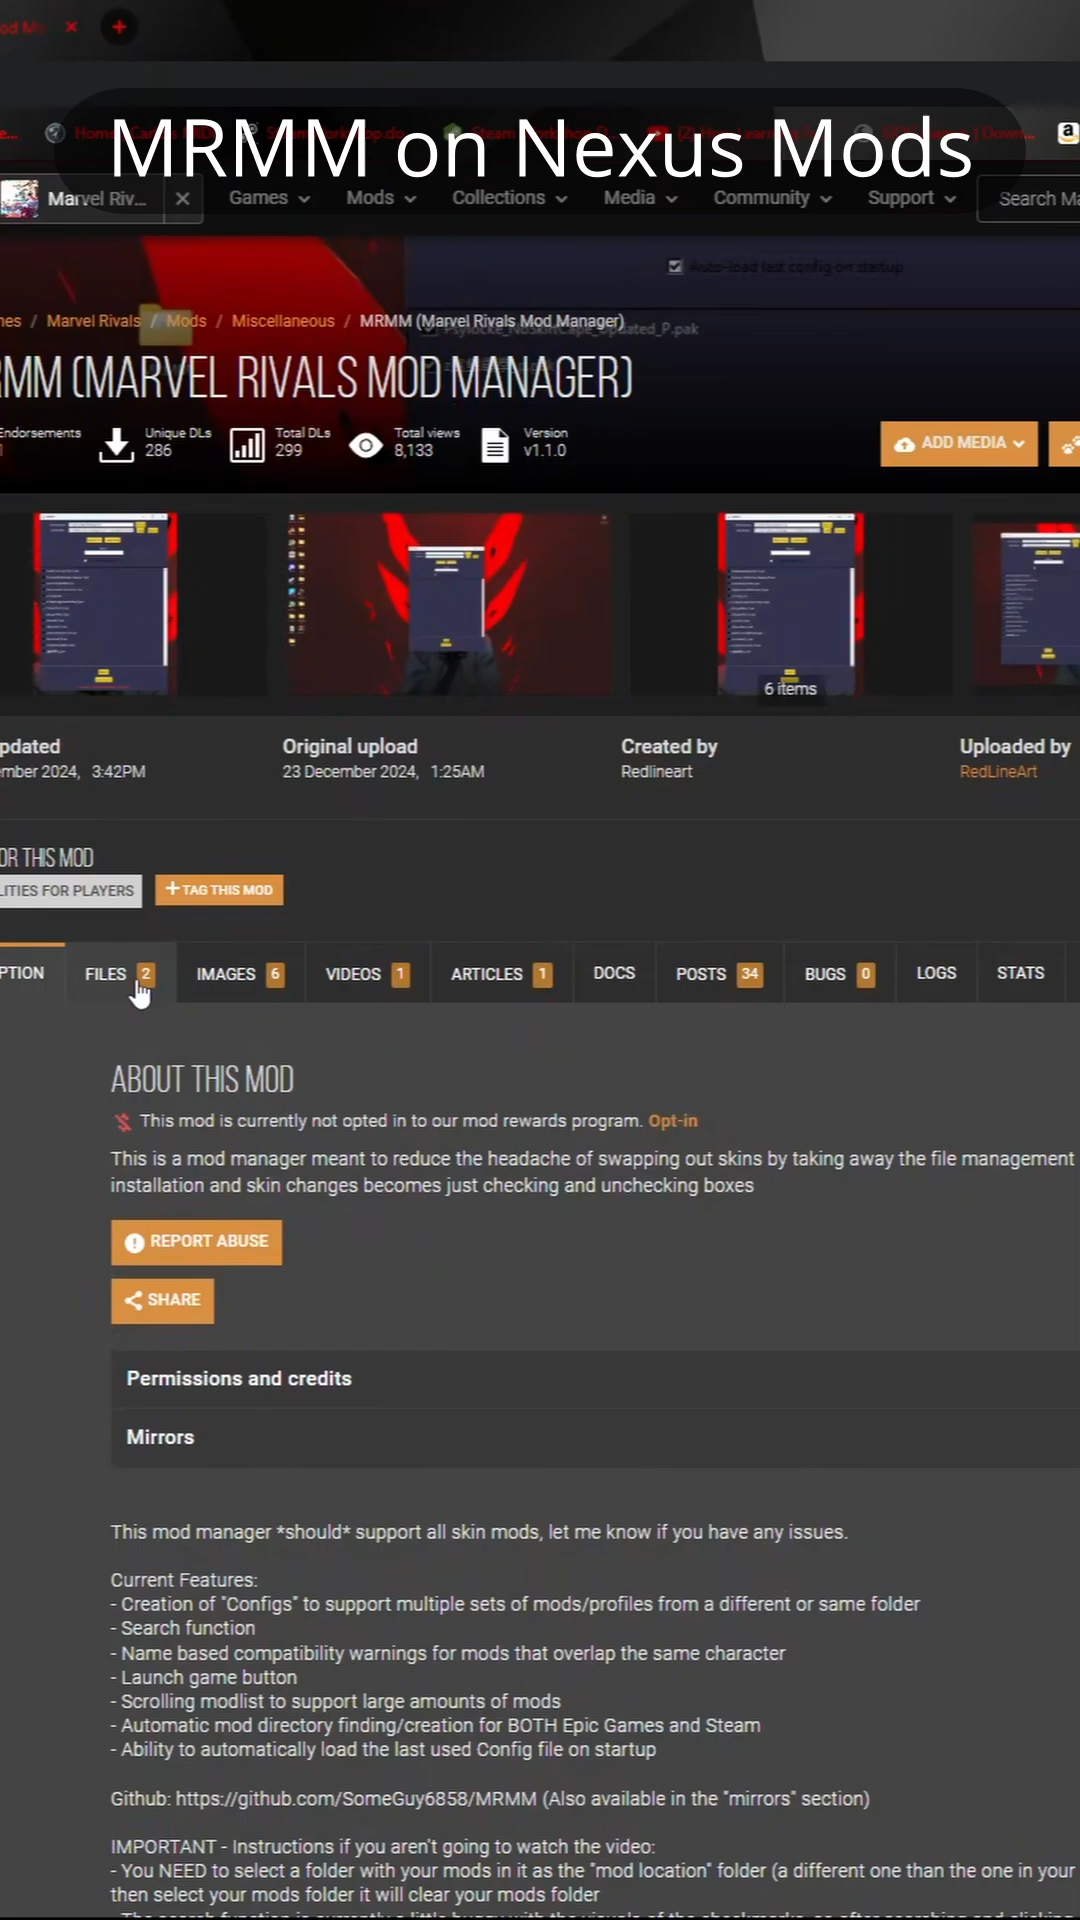 MRMM on Nexus Mods
Marvel Riv...
Games
Mods
Collections
Media
Community
Support
Search Ma
Auto-load last config on startup
nes / Marvel Rivals / Mods / Miscellaneous / MRMM (Marvel Rivals Mod Manager)
RMM (MARVEL RIVALS MOD MANAGER)
Endorsements
Unique DLs
286
Total DLs
299
Total views
8,133
Version
v1.1.0
ADD MEDIA
6 items
pdated
mber 2024, 3:42PM
Original upload
23 December 2024, 1:25AM
Created by
Redlineart
Uploaded by
RedLineArt
OR THIS MOD
LITIES FOR PLAYERS
+ TAG THIS MOD
PTION
FILES 2
IMAGES 6
VIDEOS 1
ARTICLES 1
DOCS
POSTS 34
BUGS 0
LOGS
STATS
ABOUT THIS MOD
This mod is currently not opted in to our mod rewards program. Opt-in
This is a mod manager meant to reduce the headache of swapping out skins by taking away the file management
installation and skin changes becomes just checking and unchecking boxes
REPORT ABUSE
SHARE
Permissions and credits
Mirrors
This mod manager *should* support all skin mods, let me know if you have any issues.
Current Features:
- Creation of "Configs" to support multiple sets of mods/profiles from a different or same folder
- Search function
- Name based compatibility warnings for mods that overlap the same character
- Launch game button
- Scrolling modlist to support large amounts of mods
- Automatic mod directory finding/creation for BOTH Epic Games and Steam
- Ability to automatically load the last used Config file on startup
Github: https://github.com/SomeGuy6858/MRMM (Also available in the "mirrors" section)
IMPORTANT - Instructions if you aren't going to watch the video:
- You NEED to select a folder with your mods in it as the "mod location" folder (a different one than the one in your
then select your mods folder it will clear your mods folder